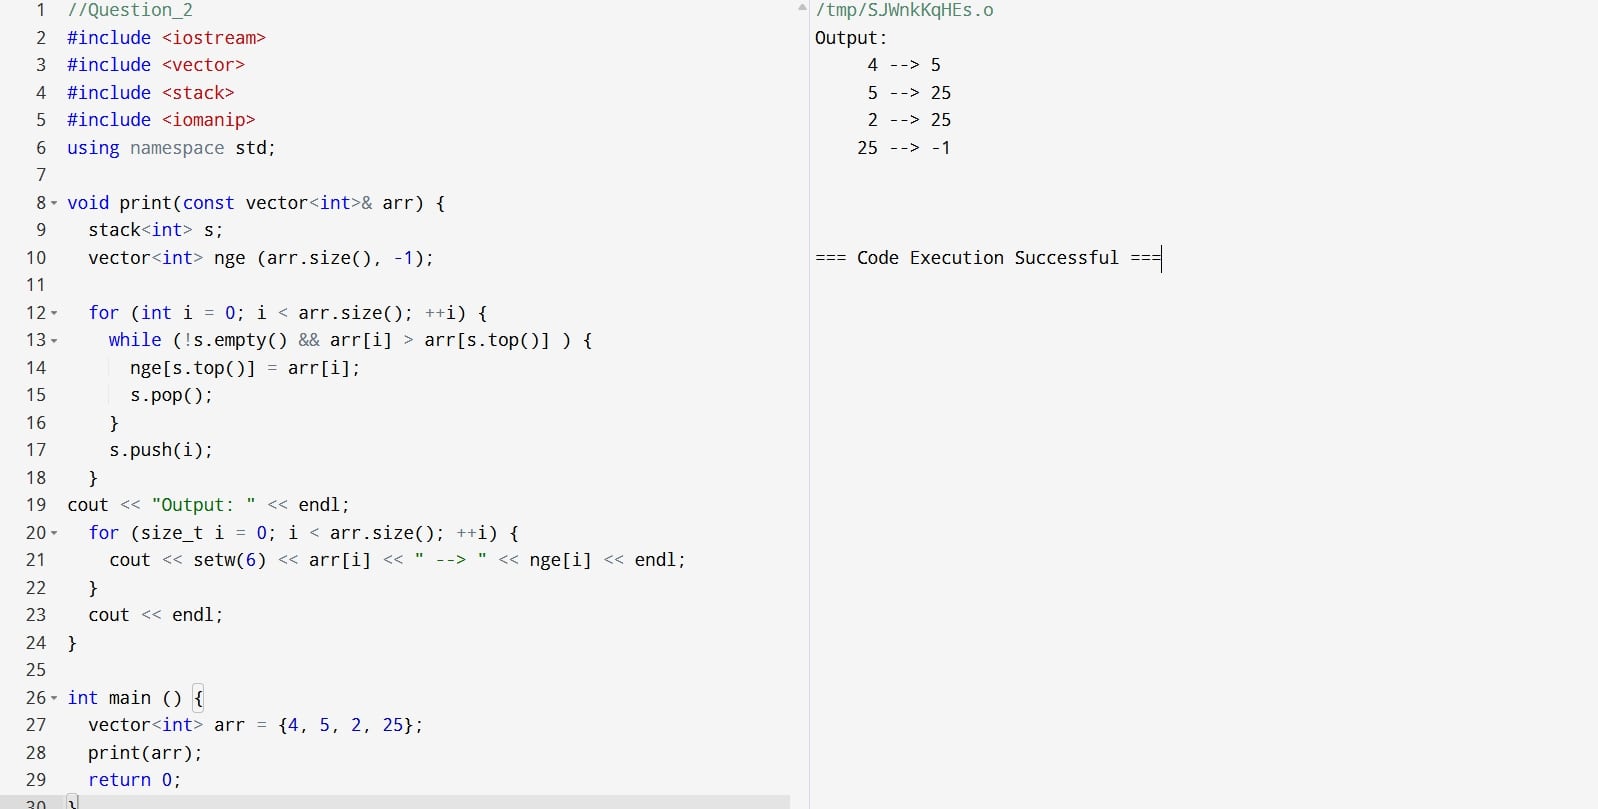 1 //Question_2
2 #include <iostream>
3 #include <vector>
4 #include <stack>
5 #include <iomanip>
6 using namespace std;
7
8 void print(const vector<int>& arr) {
9 stack<int> s;
10 vector<int> nge (arr.size(), -1);
11
12 for (int i = 0; i < arr.size(); ++i) {
13 while (!s.empty() && arr[i] > arr[s.top()] ) {
14 nge[s.top()] = arr[i];
15 s.pop();
16 }
17 s.push(i);
18 }
19 cout << "Output: " << endl;
20 for (size_t i = 0; i < arr.size(); ++i) {
21 cout << setw(6) << arr[i] << " --> " << nge[i] << endl;
22 }
23 cout << endl;
24 }
25
26 int main () {
27 vector<int> arr = {4, 5, 2, 25};
28 print(arr);
29 return 0;
30 }
/tmp/SJWnkKqHEs.o
Output:
4 --> 5
5 --> 25
2 --> 25
25 --> -1
=== Code Execution Successful ===